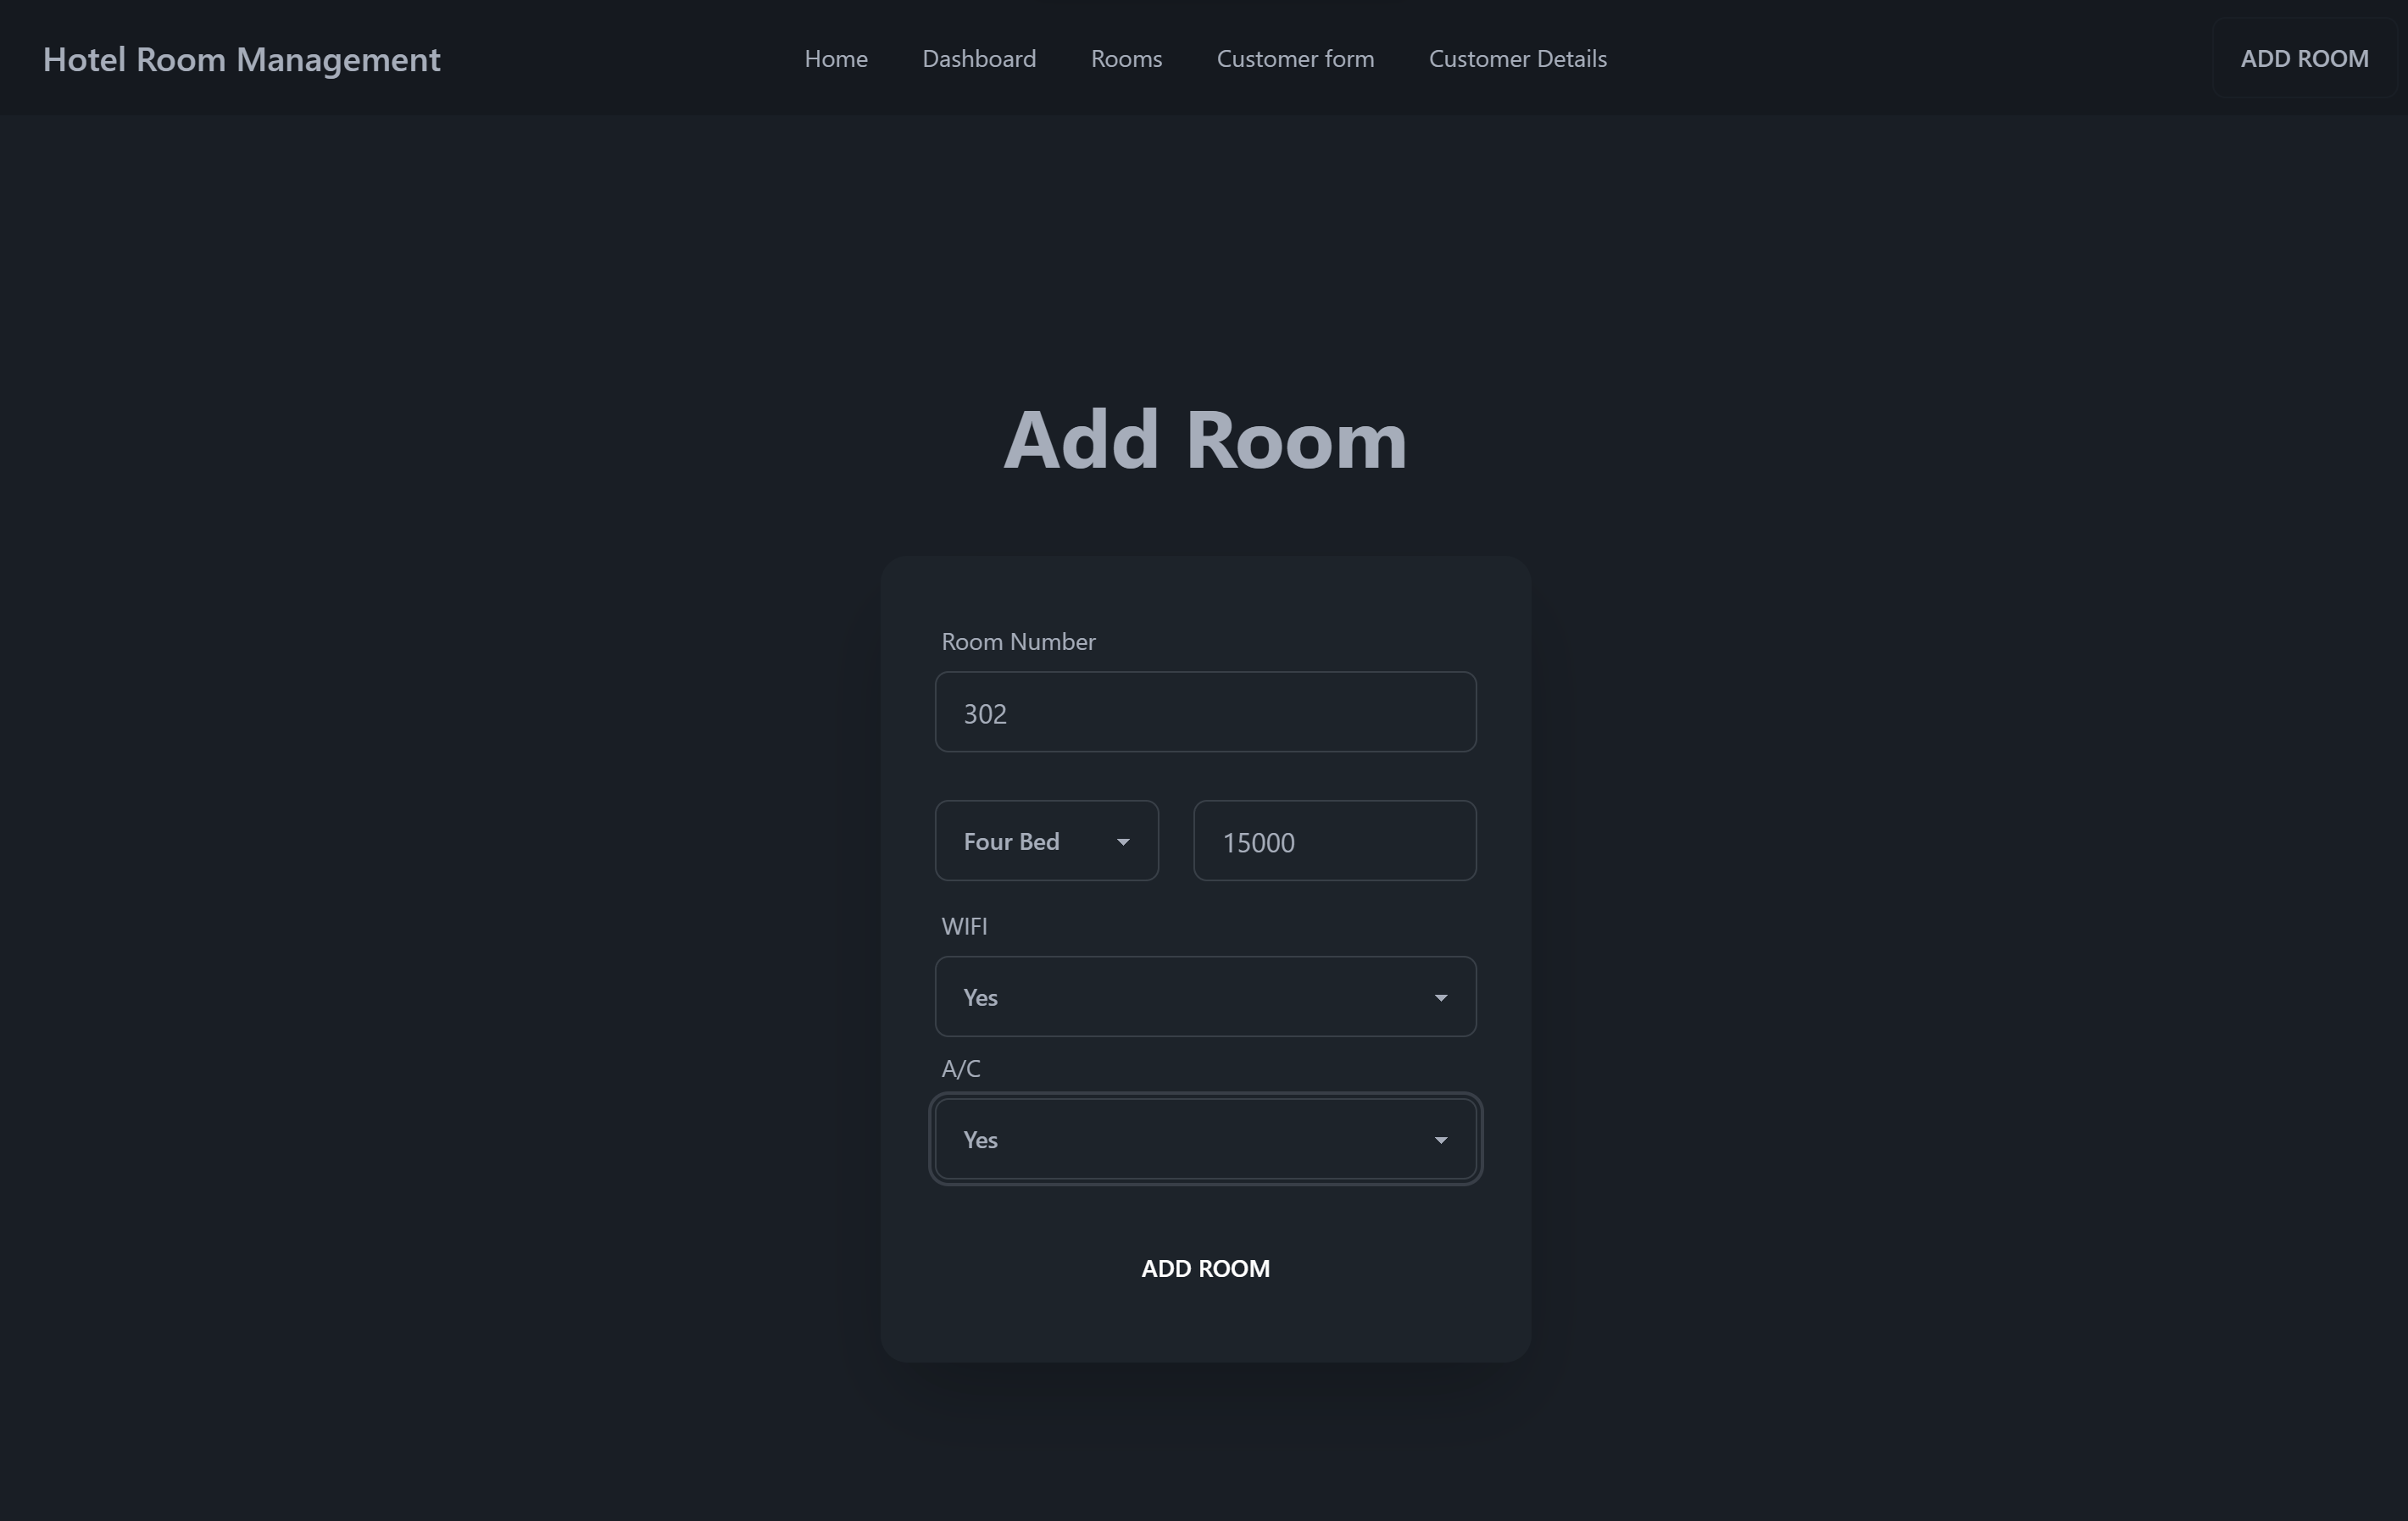 Hotel Room Management
Home Dashboard Rooms Customer form Customer Details
ADD ROOM
Add Room
Room Number
302
Four Bed 15000
WIFI
Yes
A/C
Yes
ADD ROOM